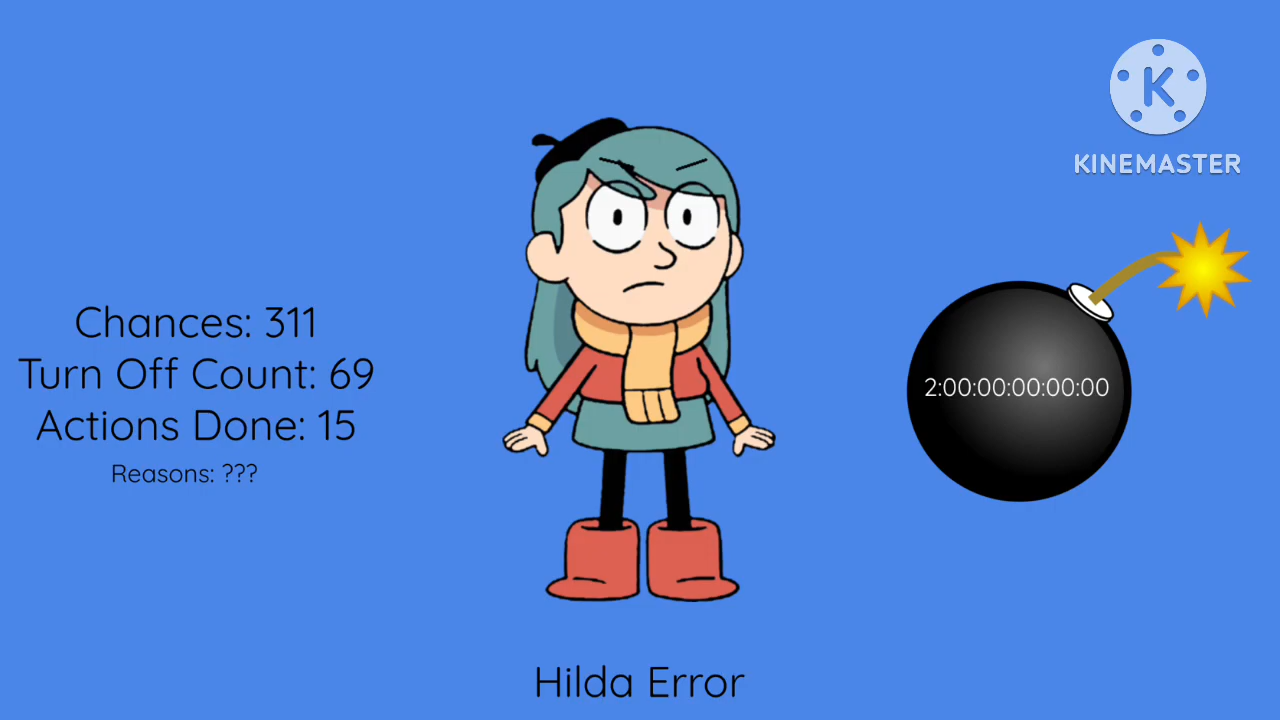 K
KINEMASTER
Chances: 311
Turn Off Count: 69
Actions Done: 15
Reasons: ???
2:00:00:00:00:00
Hilda Error